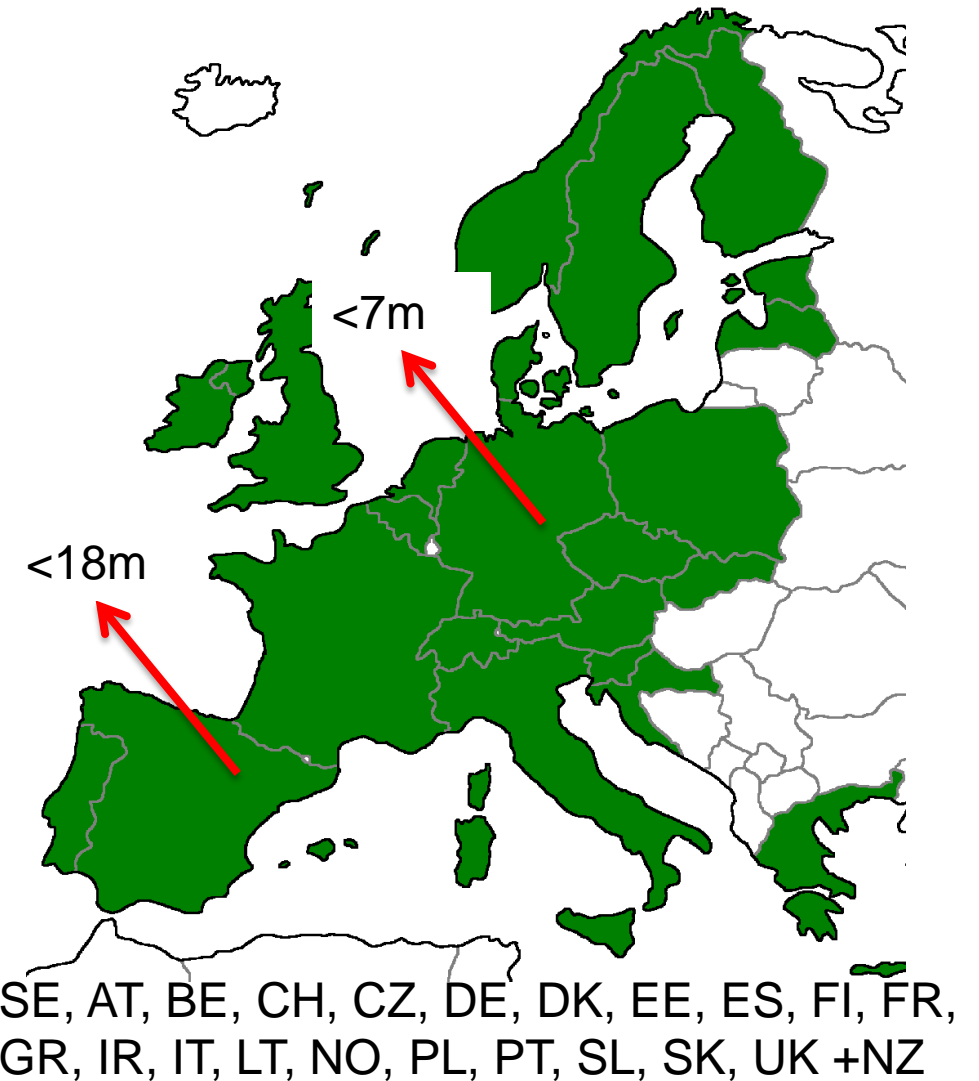 <7m
<18m
SE, AT, BE, CH, CZ, DE, DK, EE, ES, FI, FR,
GR, IR, IT, LT, NO, PL, PT, SL, SK, UK +NZ